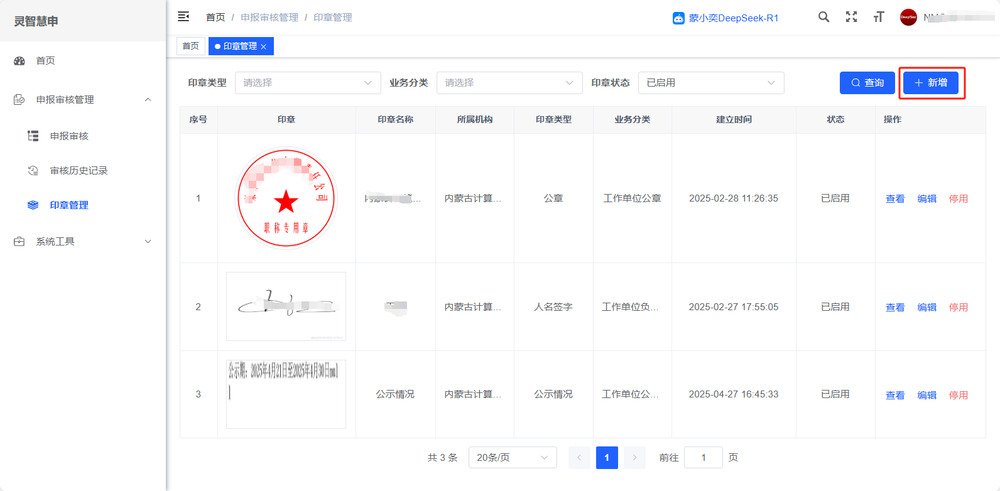 灵智慧申
首页 / 申报审核管理 / 印章管理
蒙小奕DeepSeek-R1
首页
印章管理
首页
申报审核管理
申报审核
审核历史记录
印章管理
系统工具
印章类型 请选择 业务分类 请选择 印章状态 已启用 查询 新增
序号 印章 印章名称 所属机构 印章类型 业务分类 建立时间 状态 操作
1 内蒙古计算... 公章 工作单位公章 2025-02-28 11:26:35 已启用 查看 编辑 停用
公司
职称专用章
2 内蒙古计算... 人名签字 工作单位负... 2025-02-27 17:55:05 已启用 查看 编辑 停用
公示期：2025年4月21日至2025年4月30日nul
l
3 公示情况 内蒙古计算... 公示情况 工作单位公... 2025-04-27 16:45:33 已启用 查看 编辑 停用
共 3 条 20条/页 1 前往 1 页